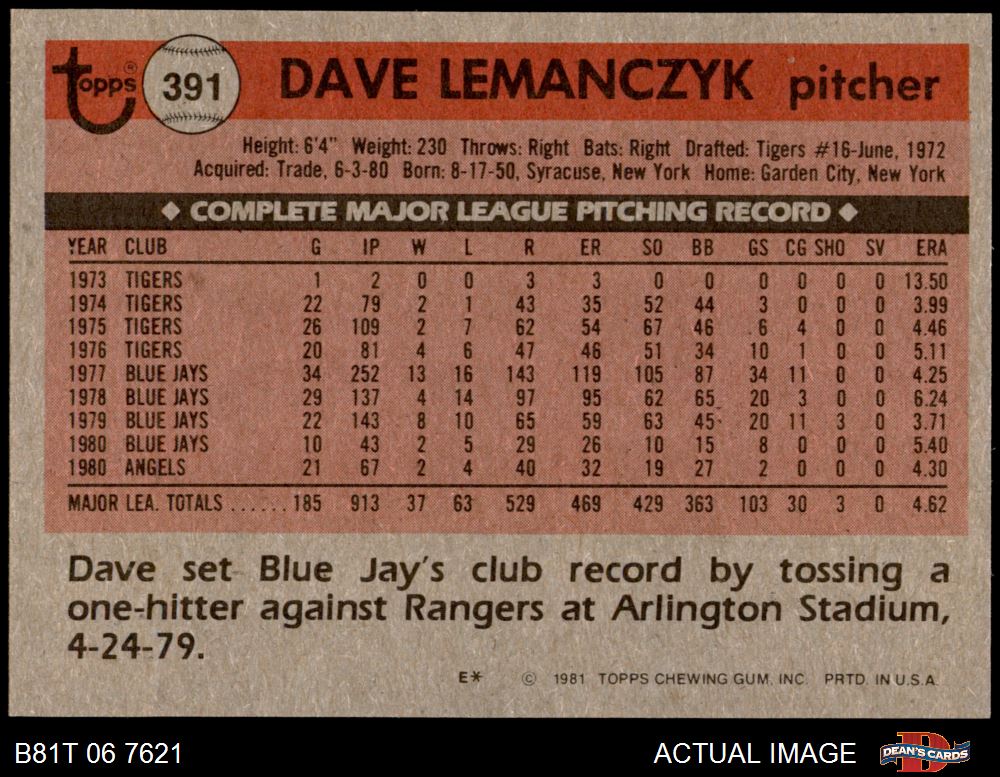 topps® 391 DAVE LEMANCZYK pitcher
Height: 6'4" Weight: 230 Throws: Right Bats: Right Drafted: Tigers #16-June, 1972
Acquired: Trade, 6-3-80 Born: 8-17-50, Syracuse, New York Home: Garden City, New York
◆ COMPLETE MAJOR LEAGUE PITCHING RECORD ◆
YEAR CLUB G IP W L R ER SO BB GS CG SHO SV ERA
1973 TIGERS 1 2 0 0 3 3 0 0 0 0 0 0 13.50
1974 TIGERS 22 79 2 1 43 35 52 44 3 0 0 0 3.99
1975 TIGERS 26 109 2 7 62 54 67 46 6 4 0 0 4.46
1976 TIGERS 20 81 4 6 47 46 51 34 10 1 0 0 5.11
1977 BLUE JAYS 34 252 13 16 143 119 105 87 34 11 0 0 4.25
1978 BLUE JAYS 29 137 4 14 97 95 62 65 20 3 0 0 6.24
1979 BLUE JAYS 22 143 8 10 65 59 63 45 20 11 3 0 3.71
1980 BLUE JAYS 10 43 2 5 29 26 10 15 8 0 0 0 5.40
1980 ANGELS 21 67 2 4 40 32 19 27 2 0 0 0 4.30
MAJOR LEA. TOTALS ...... 185 913 37 63 529 469 429 363 103 30 3 0 4.62
Dave set Blue Jay's club record by tossing a
one-hitter against Rangers at Arlington Stadium,
4-24-79.
E* © 1981 TOPPS CHEWING GUM, INC. PRTD. IN U.S.A.
B81T 06 7621 ACTUAL IMAGE DEAN'S CARDS